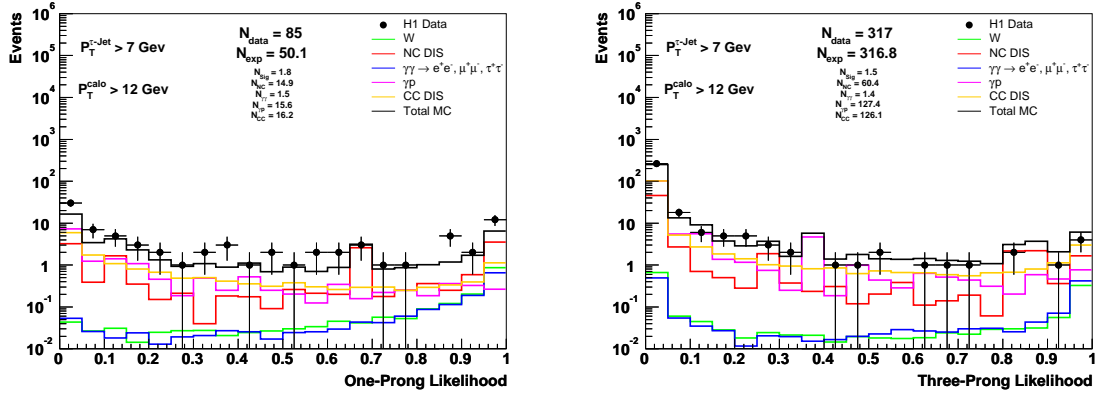 Events
10^6
10^5
10^4
10^3
10^2
10
1
10^-1
10^-2
P_T^τ-Jet > 7 Gev
P_T^calo > 12 Gev
N_data = 85
N_exp = 50.1
N_Sig = 1.8
N_NC = 14.9
N_γγ = 1.5
N_γp = 15.6
N_CC = 16.2
H1 Data
W
NC DIS
γγ → e⁺e⁻, μ⁺μ⁻, τ⁺τ⁻
γp
CC DIS
Total MC
0 0.1 0.2 0.3 0.4 0.5 0.6 0.7 0.8 0.9 1
One-Prong Likelihood
Events
10^6
10^5
10^4
10^3
10^2
10
1
10^-1
10^-2
P_T^τ-Jet > 7 Gev
P_T^calo > 12 Gev
N_data = 317
N_exp = 316.8
N_Sig = 1.5
N_NC = 60.4
N_γγ = 1.4
N_γp = 127.4
N_CC = 126.1
H1 Data
W
NC DIS
γγ → e⁺e⁻, μ⁺μ⁻, τ⁺τ⁻
γp
CC DIS
Total MC
0 0.1 0.2 0.3 0.4 0.5 0.6 0.7 0.8 0.9 1
Three-Prong Likelihood